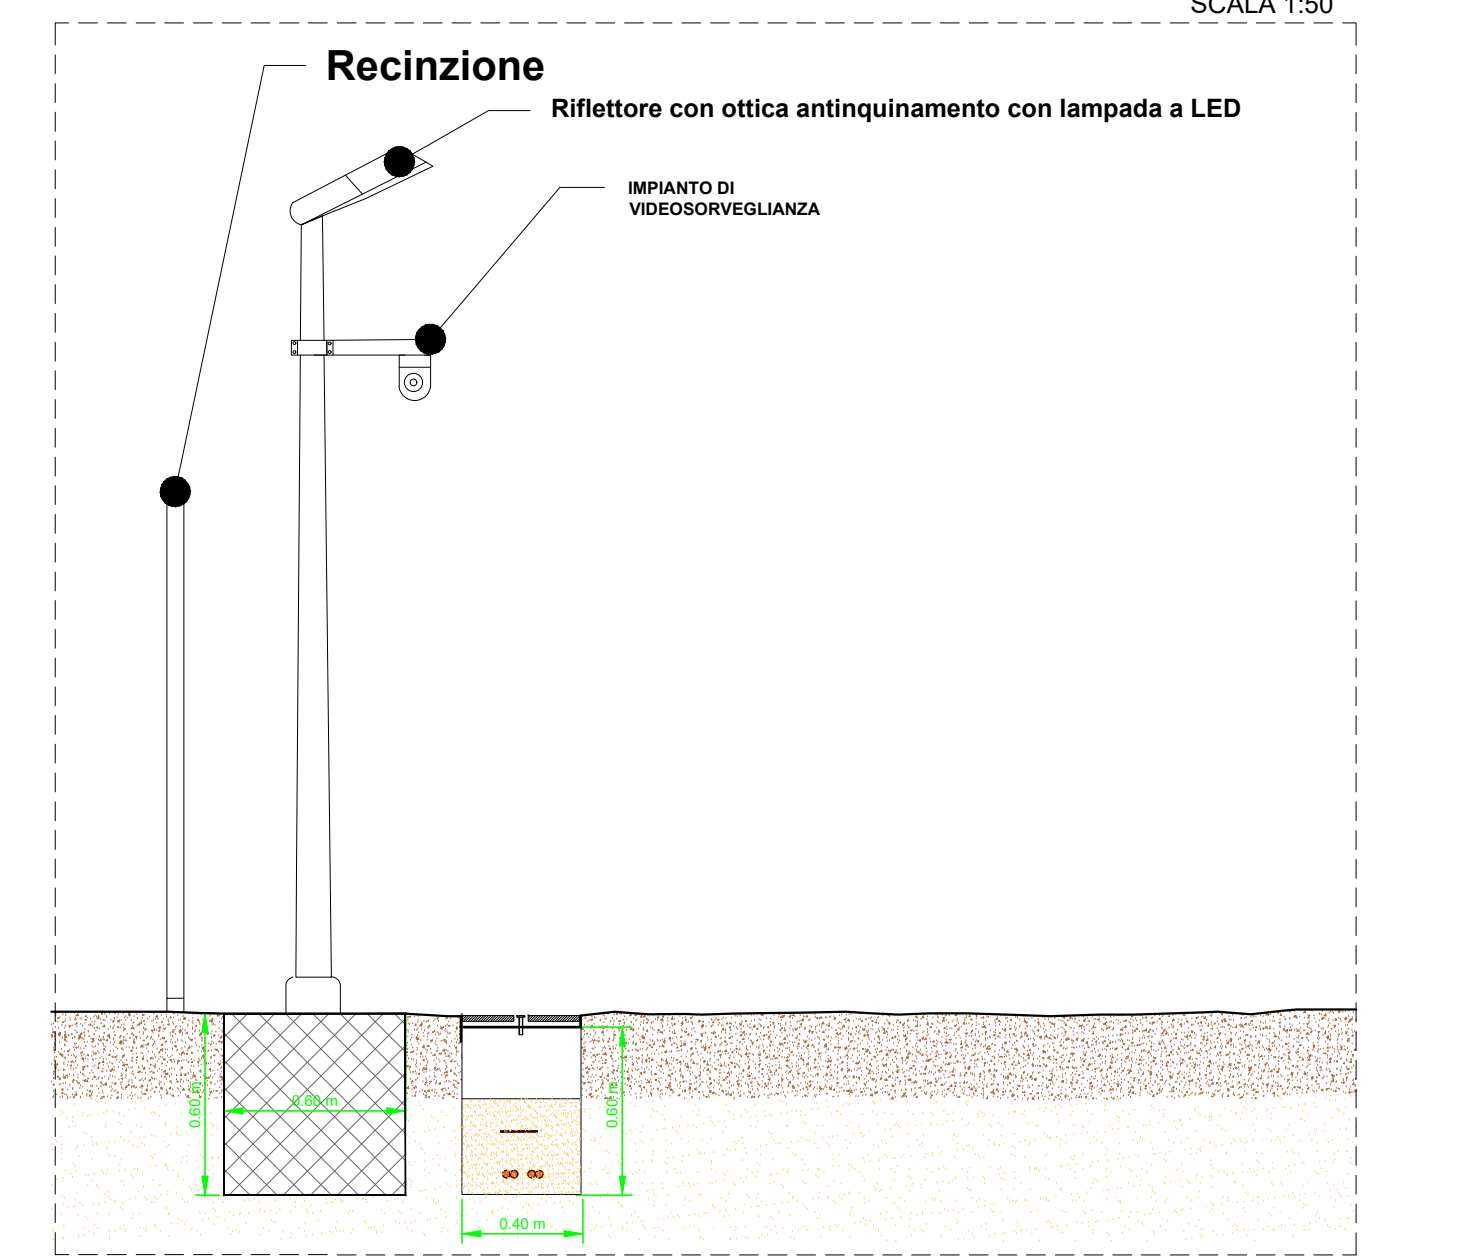 SCALA 1:50
Recinzione
Riflettore con ottica antinquinamento con lampada a LED
IMPIANTO DI
VIDEOSORVEGLIANZA
0.60 m
0.60 m
0.60 m
0.40 m